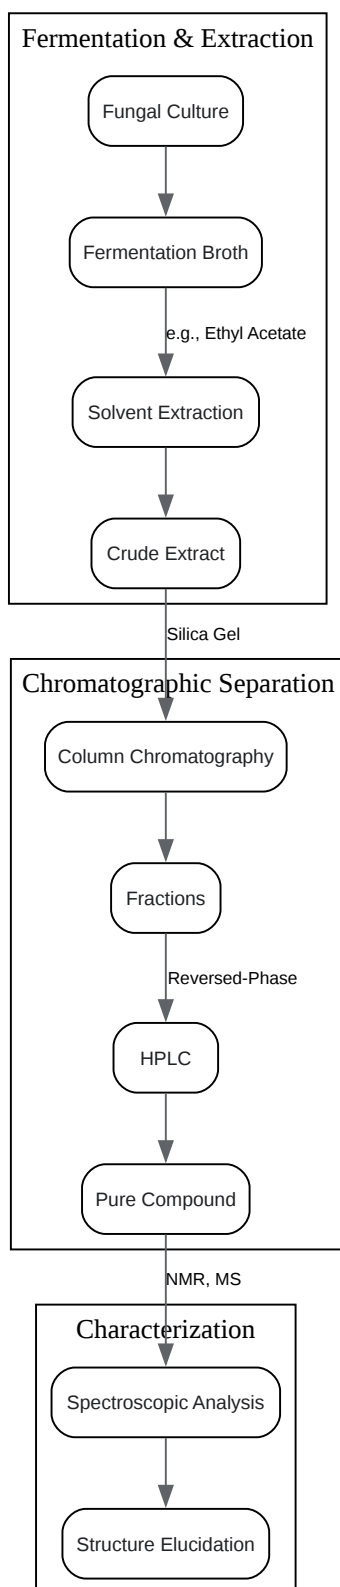 Fermentation & Extraction
Fungal Culture
Fermentation Broth
e.g., Ethyl Acetate
Solvent Extraction
Crude Extract
Silica Gel
Chromatographic Separation
Column Chromatography
Fractions
Reversed-Phase
HPLC
Pure Compound
NMR, MS
Characterization
Spectroscopic Analysis
Structure Elucidation